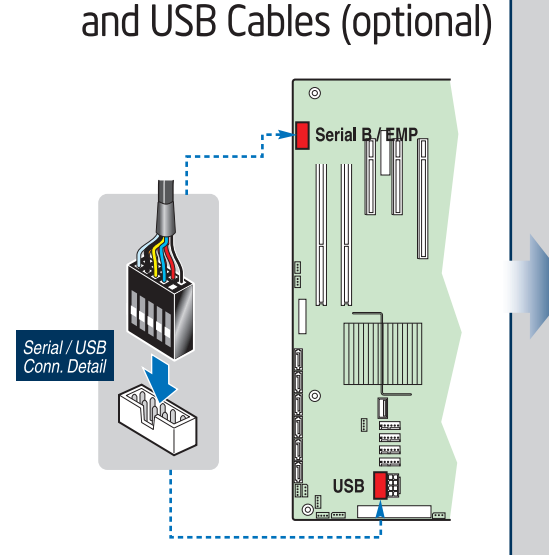 and USB Cables (optional)
Serial B / EMP
Serial / USB
Conn. Detail
USB